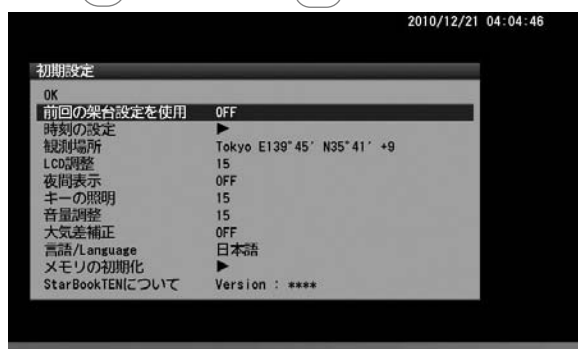 2010/12/21 04:04:46
初期設定
OK
前回の架台設定を使用 OFF
時刻の設定 ▶
観測場所 Tokyo E139°45′ N35°41′ +9
LCD調整 15
夜間表示 OFF
キーの照明 15
音量調整 15
大気差補正 OFF
言語/Language 日本語
メモリの初期化 ▶
StarBookTENについて Version : ****